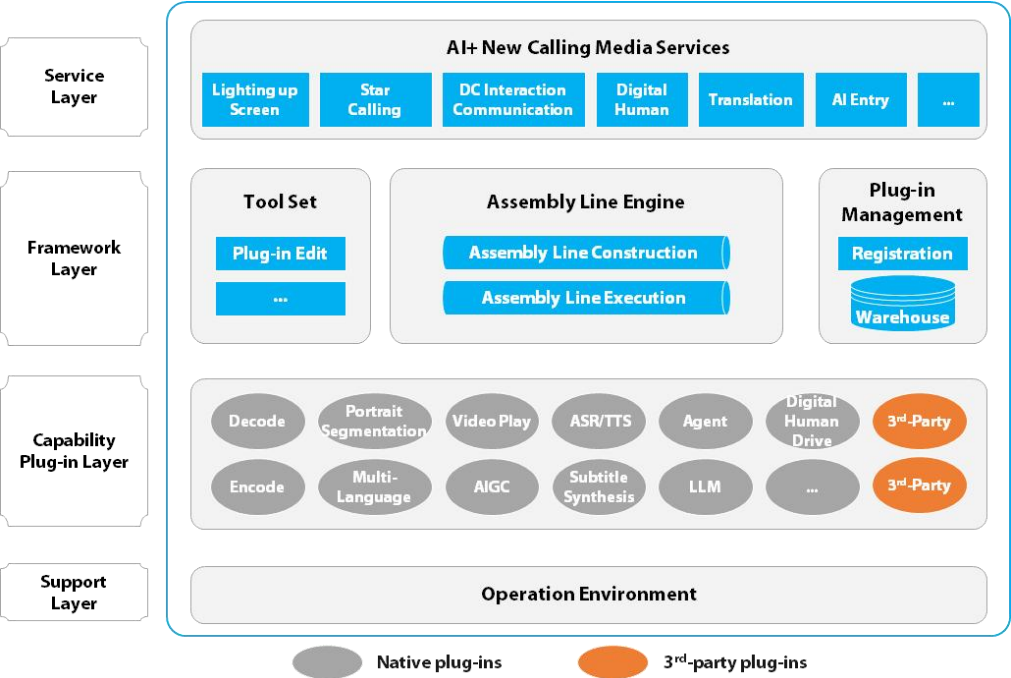 Service
Layer
AI+ New Calling Media Services
Lighting up
Screen
Star
Calling
DC Interaction
Communication
Digital
Human
Translation
AI Entry
...
Framework
Layer
Tool Set
Plug-in Edit
...
Assembly Line Engine
Assembly Line Construction
Assembly Line Execution
Plug-in
Management
Registration
Warehouse
Capability
Plug-in Layer
Decode
Portrait
Segmentation
Video Play
ASR/TTS
Agent
Digital
Human
Drive
3rd-Party
Encode
Multi-
Language
AIGC
Subtitle
Synthesis
LLM
...
3rd-Party
Support
Layer
Operation Environment
Native plug-ins
3rd-party plug-ins